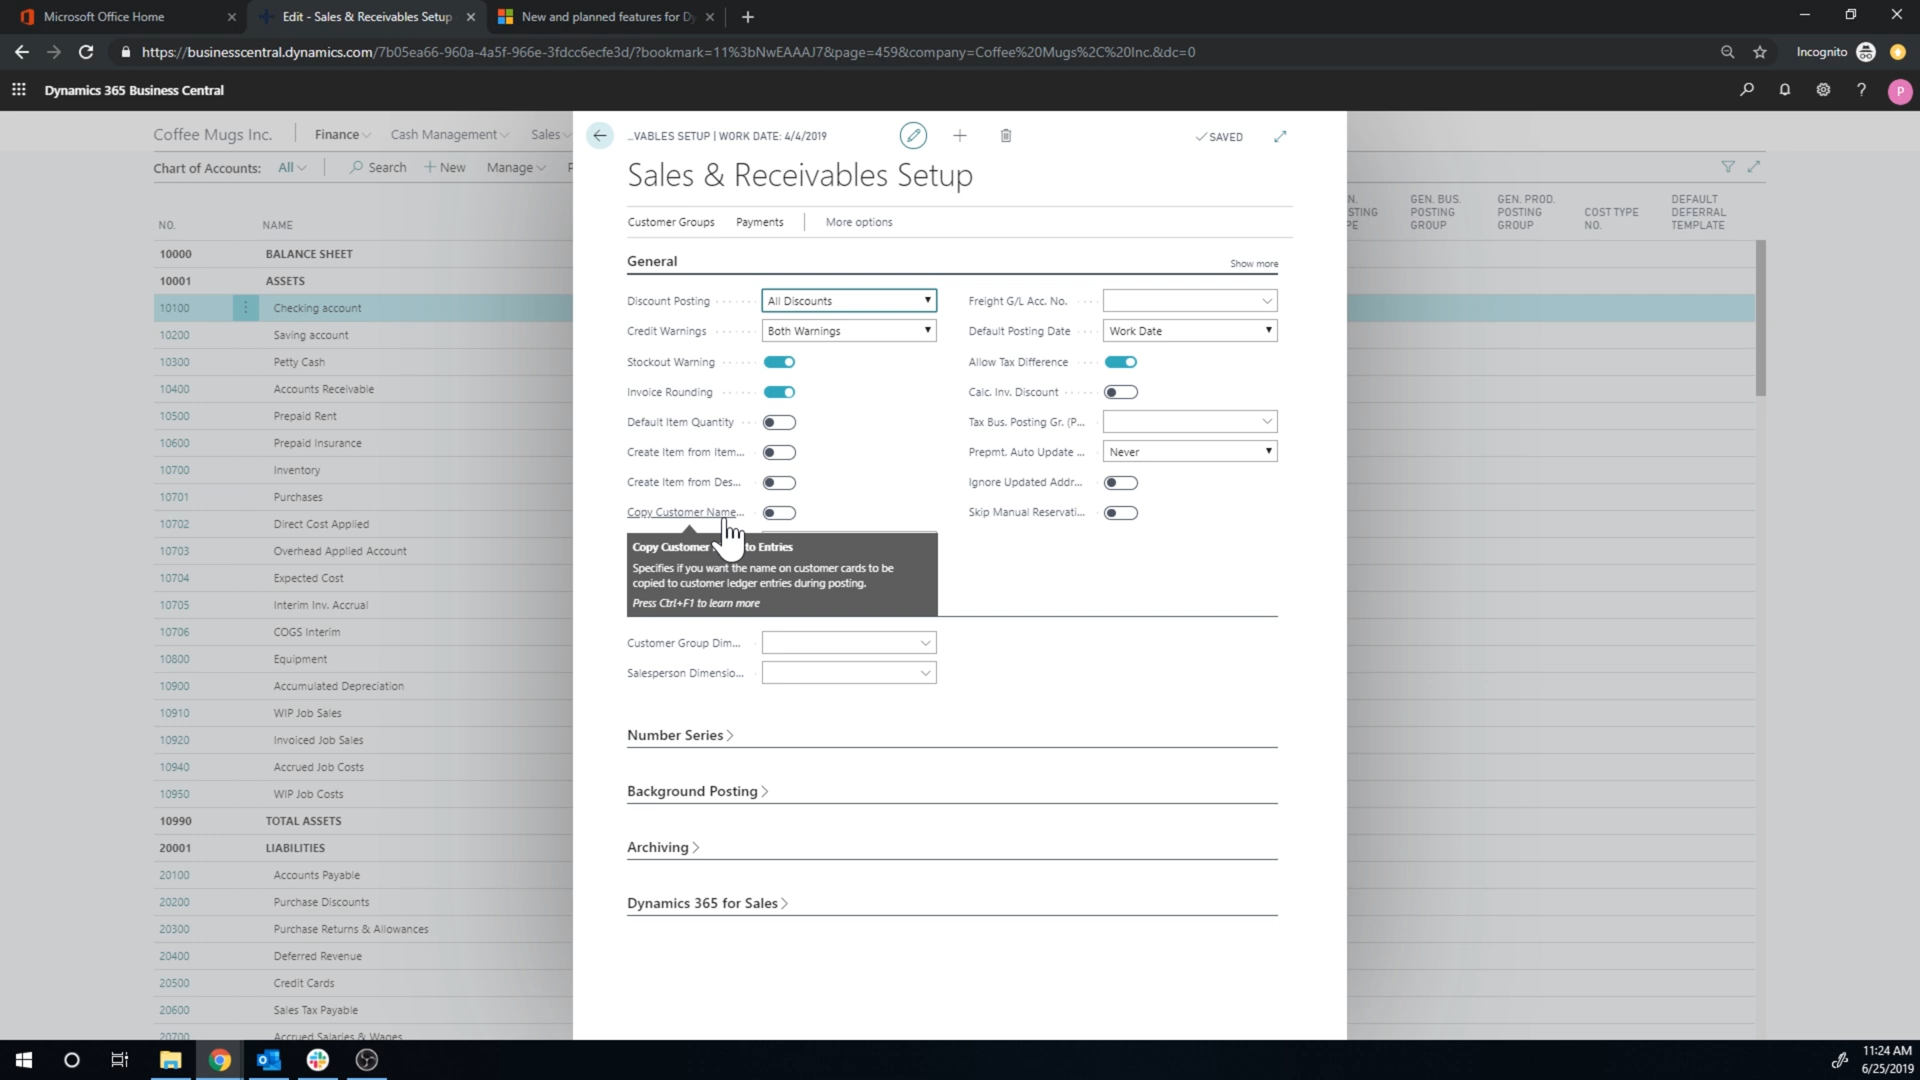 Microsoft Office Home
Edit - Sales & Receivables Setup
New and planned features for Dy
https://businesscentral.dynamics.com/7b05ea66-960a-4a5f-966e-3fdcc6ecfe3d/?bookmark=11%3bNwEAAAJ7&page=459&company=Coffee%20Mugs%2C%20Inc.&dc=0
Incognito
Dynamics 365 Business Central
P
Coffee Mugs Inc.
Finance
Cash Management
Sales
Chart of Accounts:
All
Search
New
Manage
P
NO.
NAME
10000 BALANCE SHEET
10001 ASSETS
10100 Checking account
10200 Saving account
10300 Petty Cash
10400 Accounts Receivable
10500 Prepaid Rent
10600 Prepaid Insurance
10700 Inventory
10701 Purchases
10702 Direct Cost Applied
10703 Overhead Applied Account
10704 Expected Cost
10705 Interim Inv. Accrual
10706 COGS Interim
10800 Equipment
10900 Accumulated Depreciation
10910 WIP Job Sales
10920 Invoiced Job Sales
10940 Accrued Job Costs
10950 WIP Job Costs
10990 TOTAL ASSETS
20001 LIABILITIES
20100 Accounts Payable
20200 Purchase Discounts
20300 Purchase Returns & Allowances
20400 Deferred Revenue
20500 Credit Cards
20600 Sales Tax Payable
20700 Accrued Salaries & Wages
...VABLES SETUP | WORK DATE: 4/4/2019
SAVED
Sales & Receivables Setup
Customer Groups
Payments
More options
General
Show more
Discount Posting
All Discounts
Credit Warnings
Both Warnings
Stockout Warning
Invoice Rounding
Default Item Quantity
Create Item from Item...
Create Item from Des...
Copy Customer Name...
Freight G/L Acc. No.
Default Posting Date
Work Date
Allow Tax Difference
Calc. Inv. Discount
Tax Bus. Posting Gr. (P...
Prepmt. Auto Update ...
Never
Ignore Updated Addr...
Skip Manual Reservati...
Copy Customer to Entries
Specifies if you want the name on customer cards to be
copied to customer ledger entries during posting.
Press Ctrl+F1 to learn more
Customer Group Dim...
Salesperson Dimensio...
Number Series
Background Posting
Archiving
Dynamics 365 for Sales
N.
STING
PE
GEN. BUS.
POSTING
GROUP
GEN. PROD.
POSTING
GROUP
COST TYPE
NO.
DEFAULT
DEFERRAL
TEMPLATE
11:24 AM
6/25/2019